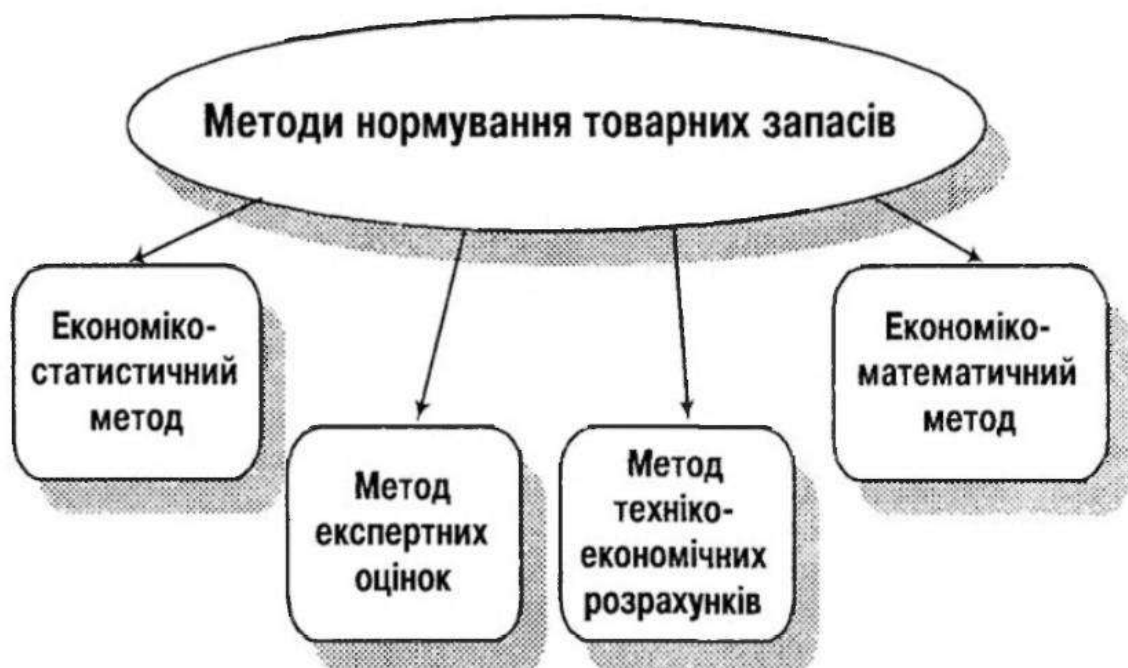 Методи нормування товарних запасів
Економіко-
статистичний
метод
Метод
експертних
оцінок
Метод
техніко-
економічних
розрахунків
Економіко-
математичний
метод